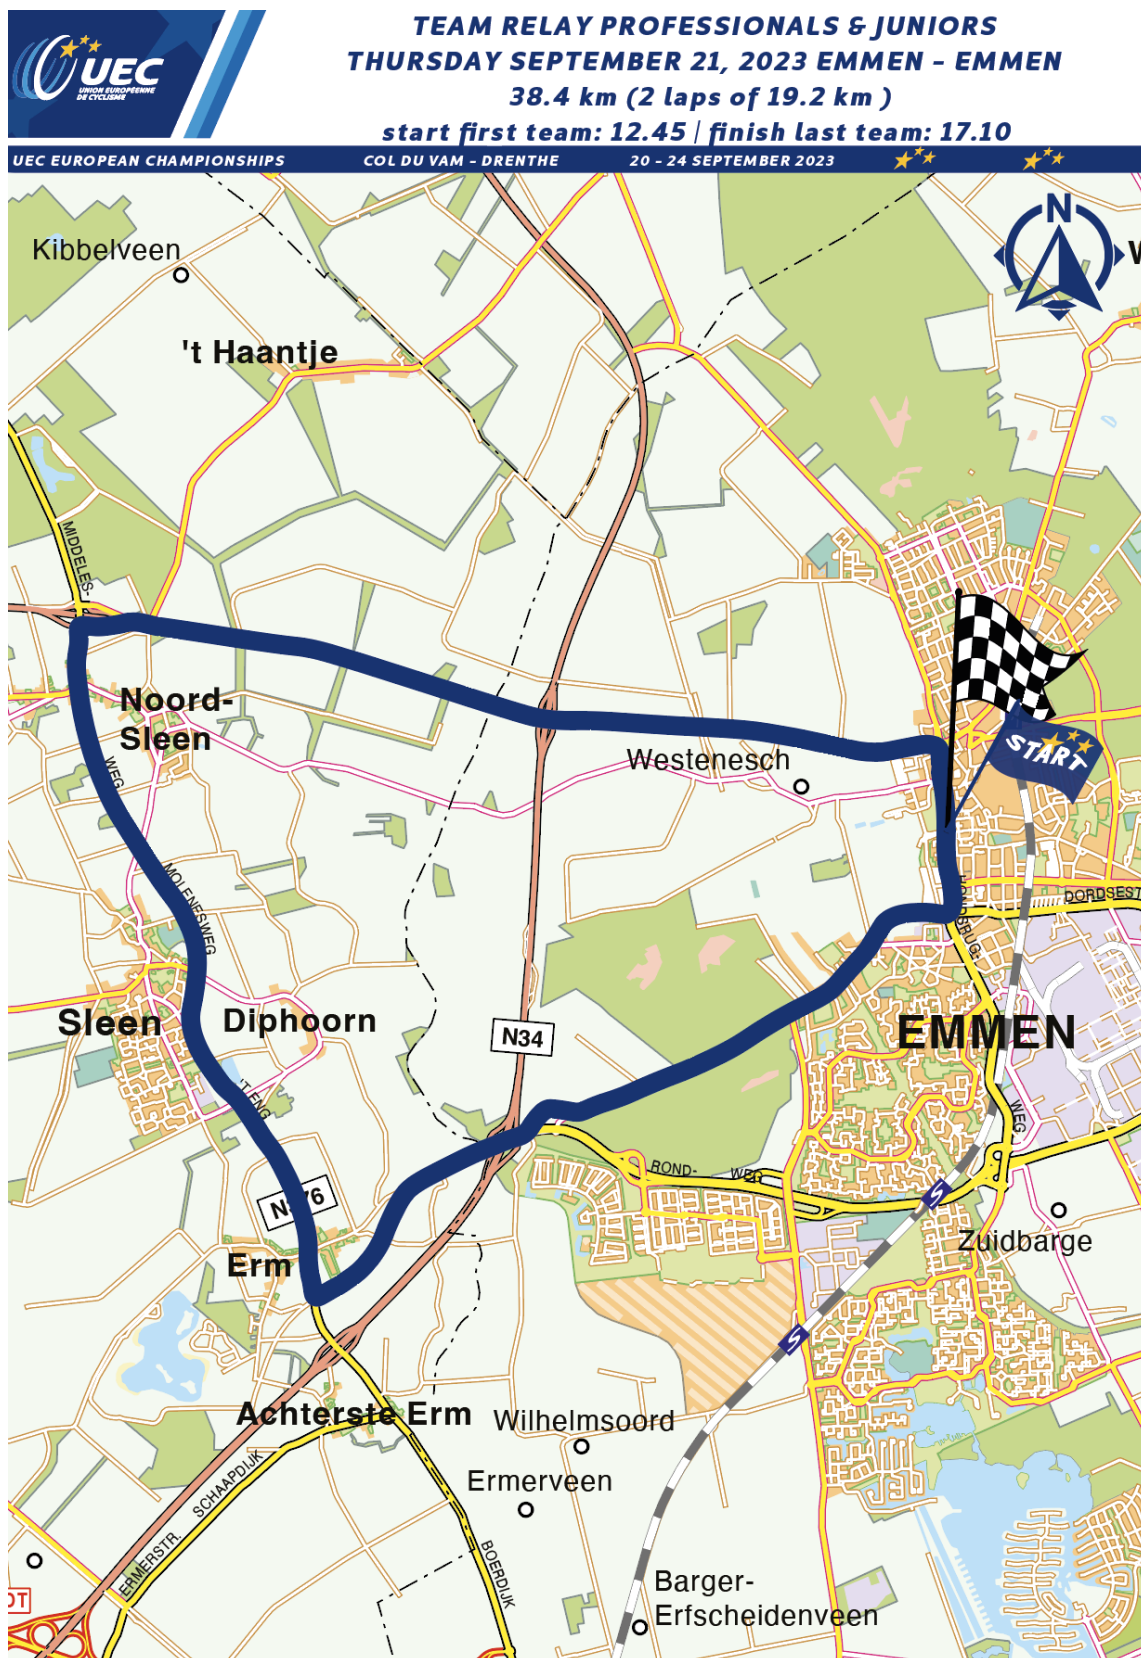 TEAM RELAY PROFESSIONALS & JUNIORS
THURSDAY SEPTEMBER 21, 2023 EMMEN – EMMEN
38.4 km (2 laps of 19.2 km )
start first team: 12.45 | finish last team: 17.10
UEC
UNION EUROPÉENNE
DE CYCLISME
UEC EUROPEAN CHAMPIONSHIPS COL DU VAM – DRENTHE 20 – 24 SEPTEMBER 2023
N
Kibbelveen
't Haantje
MIDDELES-
Noord-
Sleen
WEG
Westenesch
START
MOLENESWEG
DORDSEST
Sleen
Diphoorn
N34
EMMEN
'T ENG
WEG
ROND-
WEG
S
Zuidbarge
Erm
S
Achterste Erm
Wilhelmsoord
Ermerveen
SCHAAPDIJK
ERMERSTR.
BOERDIJK
Barger-
Erfscheidenveen